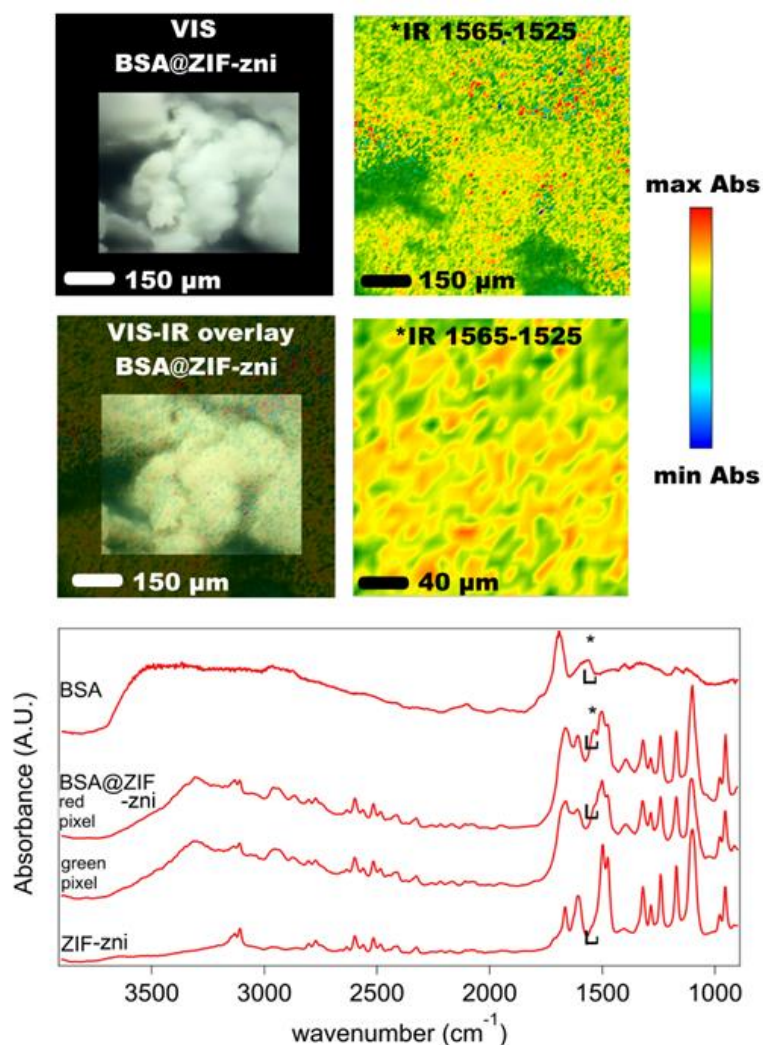 VIS
BSA@ZIF-zni
150 µm
*IR 1565-1525
150 µm
VIS-IR overlay
BSA@ZIF-zni
150 µm
*IR 1565-1525
40 µm
max Abs
min Abs
Absorbance (A.U.)
BSA
*
BSA@ZIF
-zni
red
pixel
*
green
pixel
ZIF-zni
3500 3000 2500 2000 1500 1000
wavenumber (cm⁻¹)